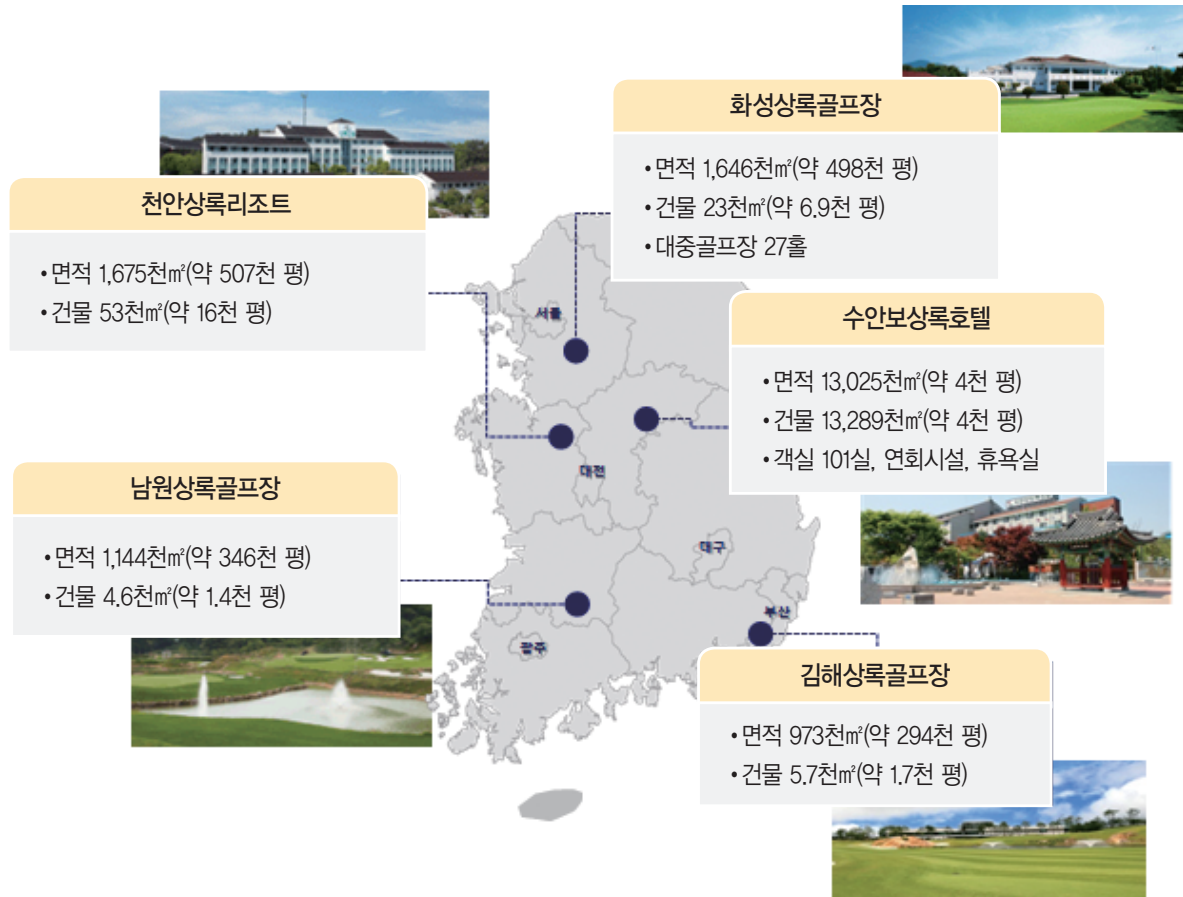 화성상록골프장
•면적 1,646천㎡(약 498천 평)
•건물 23천㎡(약 6.9천 평)
•대중골프장 27홀
천안상록리조트
•면적 1,675천㎡(약 507천 평)
•건물 53천㎡(약 16천 평)
서울
수안보상록호텔
•면적 13,025천㎡(약 4천 평)
•건물 13,289천㎡(약 4천 평)
•객실 101실, 연회시설, 휴욕실
대전
남원상록골프장
•면적 1,144천㎡(약 346천 평)
•건물 4.6천㎡(약 1.4천 평)
대구
부산
광주
김해상록골프장
•면적 973천㎡(약 294천 평)
•건물 5.7천㎡(약 1.7천 평)